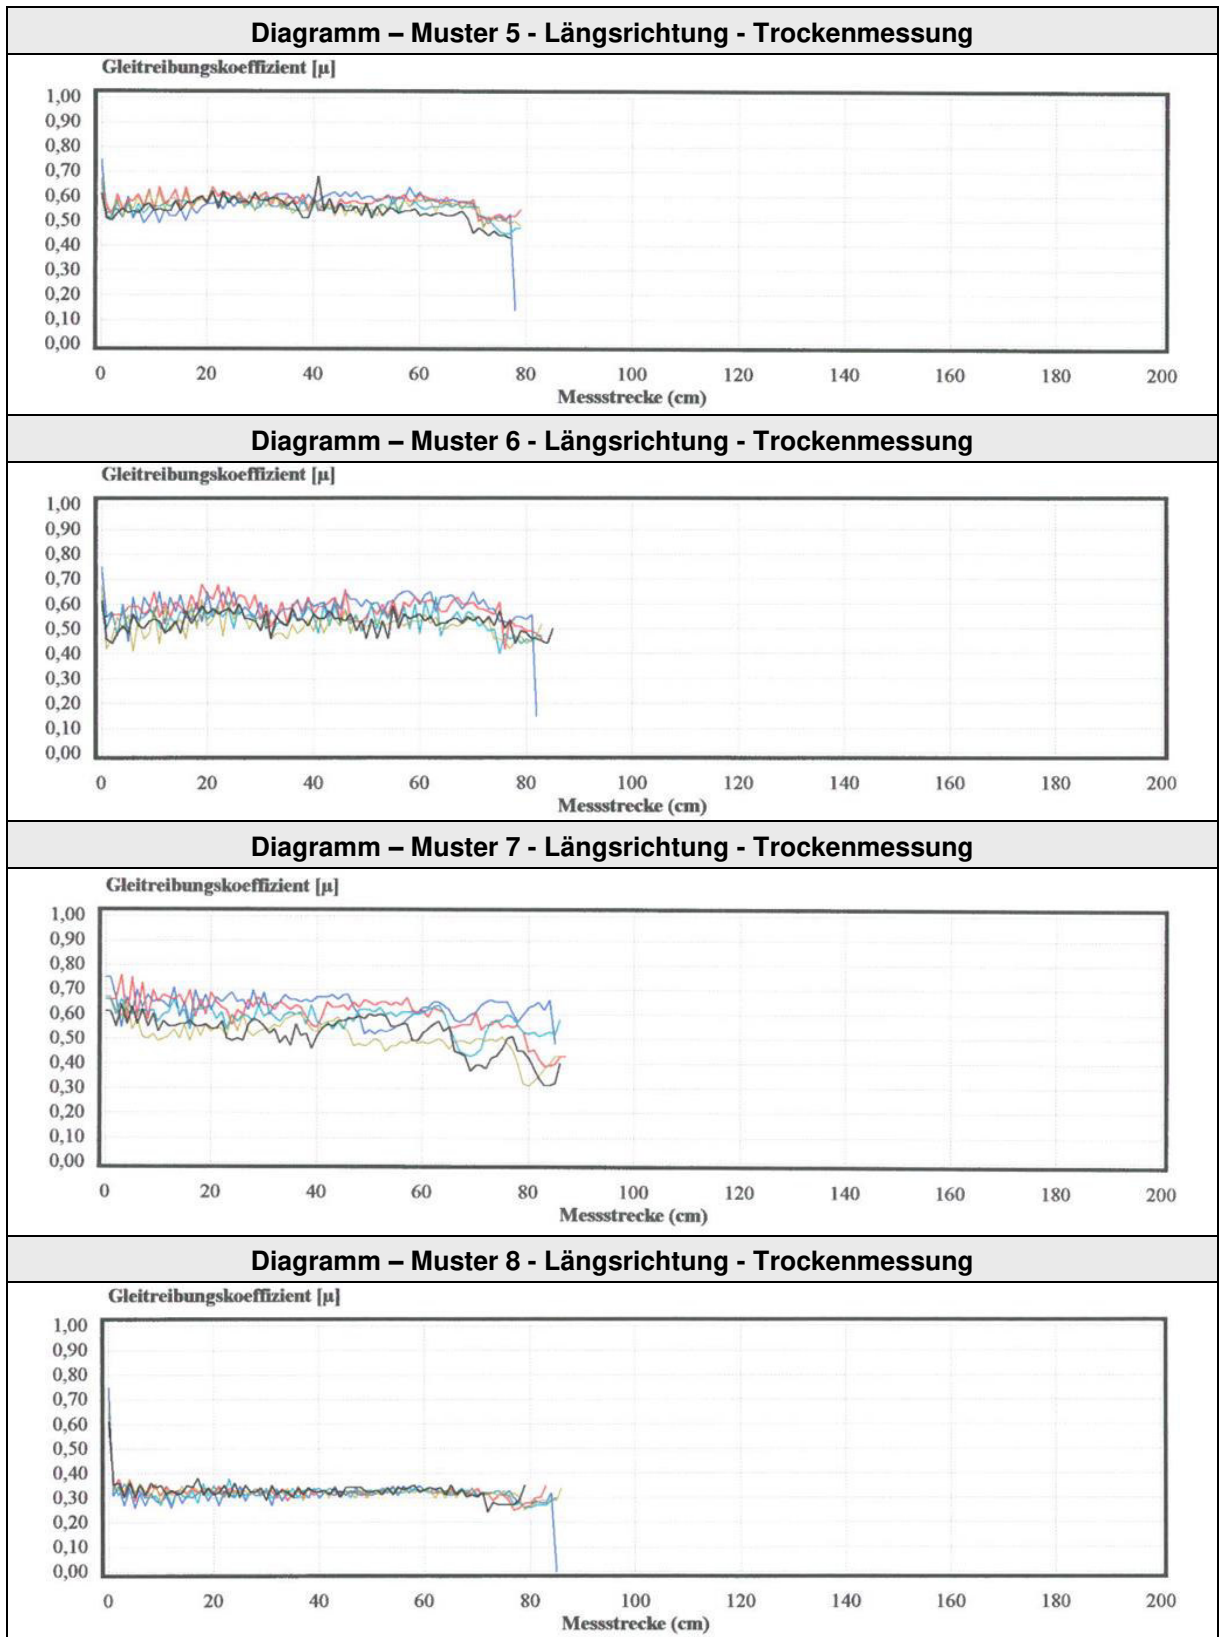 Diagramm – Muster 5 - Längsrichtung - Trockenmessung
Gleitreibungskoeffizient [µ]
1,00
0,90
0,80
0,70
0,60
0,50
0,40
0,30
0,20
0,10
0,00
0 20 40 60 80 100 120 140 160 180 200
Messstrecke (cm)
Diagramm – Muster 6 - Längsrichtung - Trockenmessung
Gleitreibungskoeffizient [µ]
1,00
0,90
0,80
0,70
0,60
0,50
0,40
0,30
0,20
0,10
0,00
0 20 40 60 80 100 120 140 160 180 200
Messstrecke (cm)
Diagramm – Muster 7 - Längsrichtung - Trockenmessung
Gleitreibungskoeffizient [µ]
1,00
0,90
0,80
0,70
0,60
0,50
0,40
0,30
0,20
0,10
0,00
0 20 40 60 80 100 120 140 160 180 200
Messstrecke (cm)
Diagramm – Muster 8 - Längsrichtung - Trockenmessung
Gleitreibungskoeffizient [µ]
1,00
0,90
0,80
0,70
0,60
0,50
0,40
0,30
0,20
0,10
0,00
0 20 40 60 80 100 120 140 160 180 200
Messstrecke (cm)